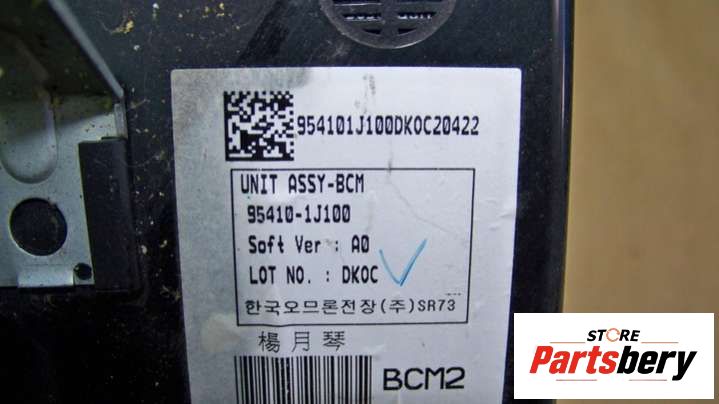 954101J100DK0C20422
UNIT ASSY-BCM
95410-1J100
Soft Ver : A0
LOT NO. : DK0C
한국오므론전장(주)SR73
楊月琴
BCM2
STORE
Partsbery